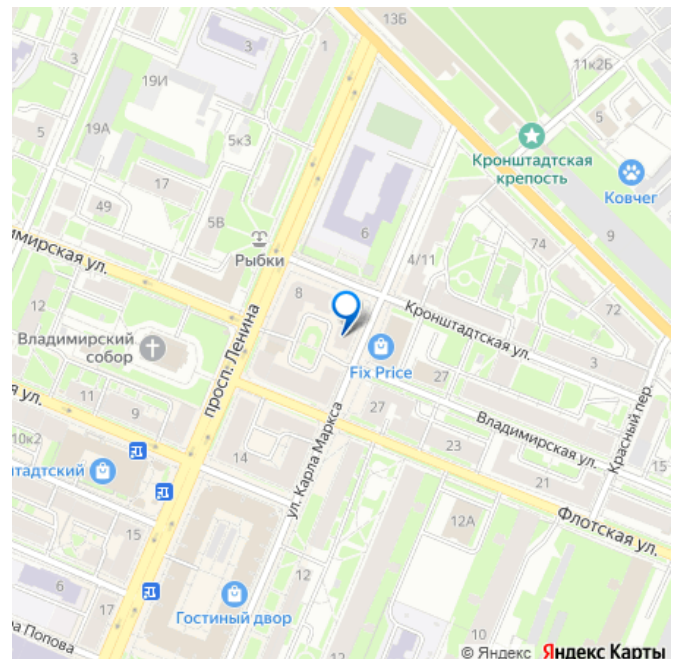 13Б
3
1
3
19И
11к2Б
5
5
19А
5к3
Кронштадтская
крепость
17
Ковчег
49
5В
6
9
Рыбки
74
4/11
имирская ул.
8
12
просп. Ленина
72
Кронштадтская ул.
Владимирский
собор
3
Fix Price
27
я ул.
11
9
27
Владимирская ул.
Красный пер.
10к2
ул. Карла Маркса
23
15
14
21
штадтский
12А
Флотская ул.
15
12
6
17
Гостиный двор
10
ра Попова
© Яндекс Яндекс Карты